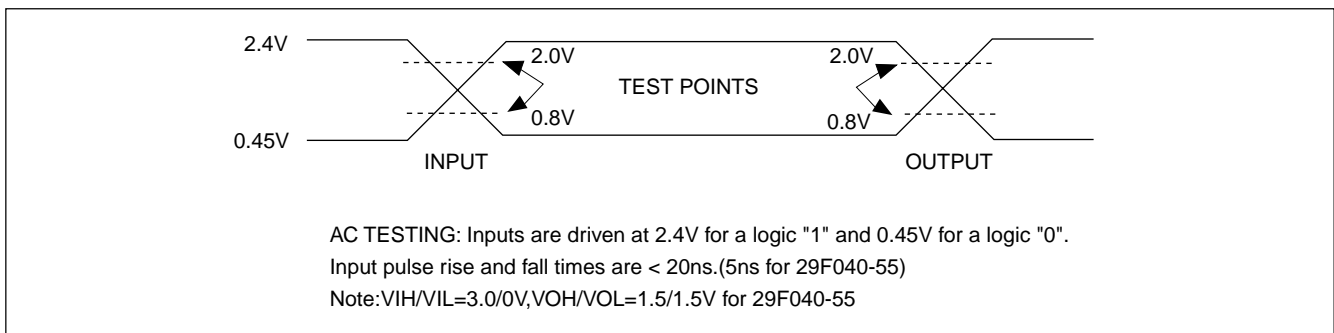 2.4V
2.0V
2.0V
TEST POINTS
0.8V
0.8V
0.45V
INPUT
OUTPUT
AC TESTING: Inputs are driven at 2.4V for a logic "1" and 0.45V for a logic "0".
Input pulse rise and fall times are < 20ns.(5ns for 29F040-55)
Note:VIH/VIL=3.0/0V,VOH/VOL=1.5/1.5V for 29F040-55